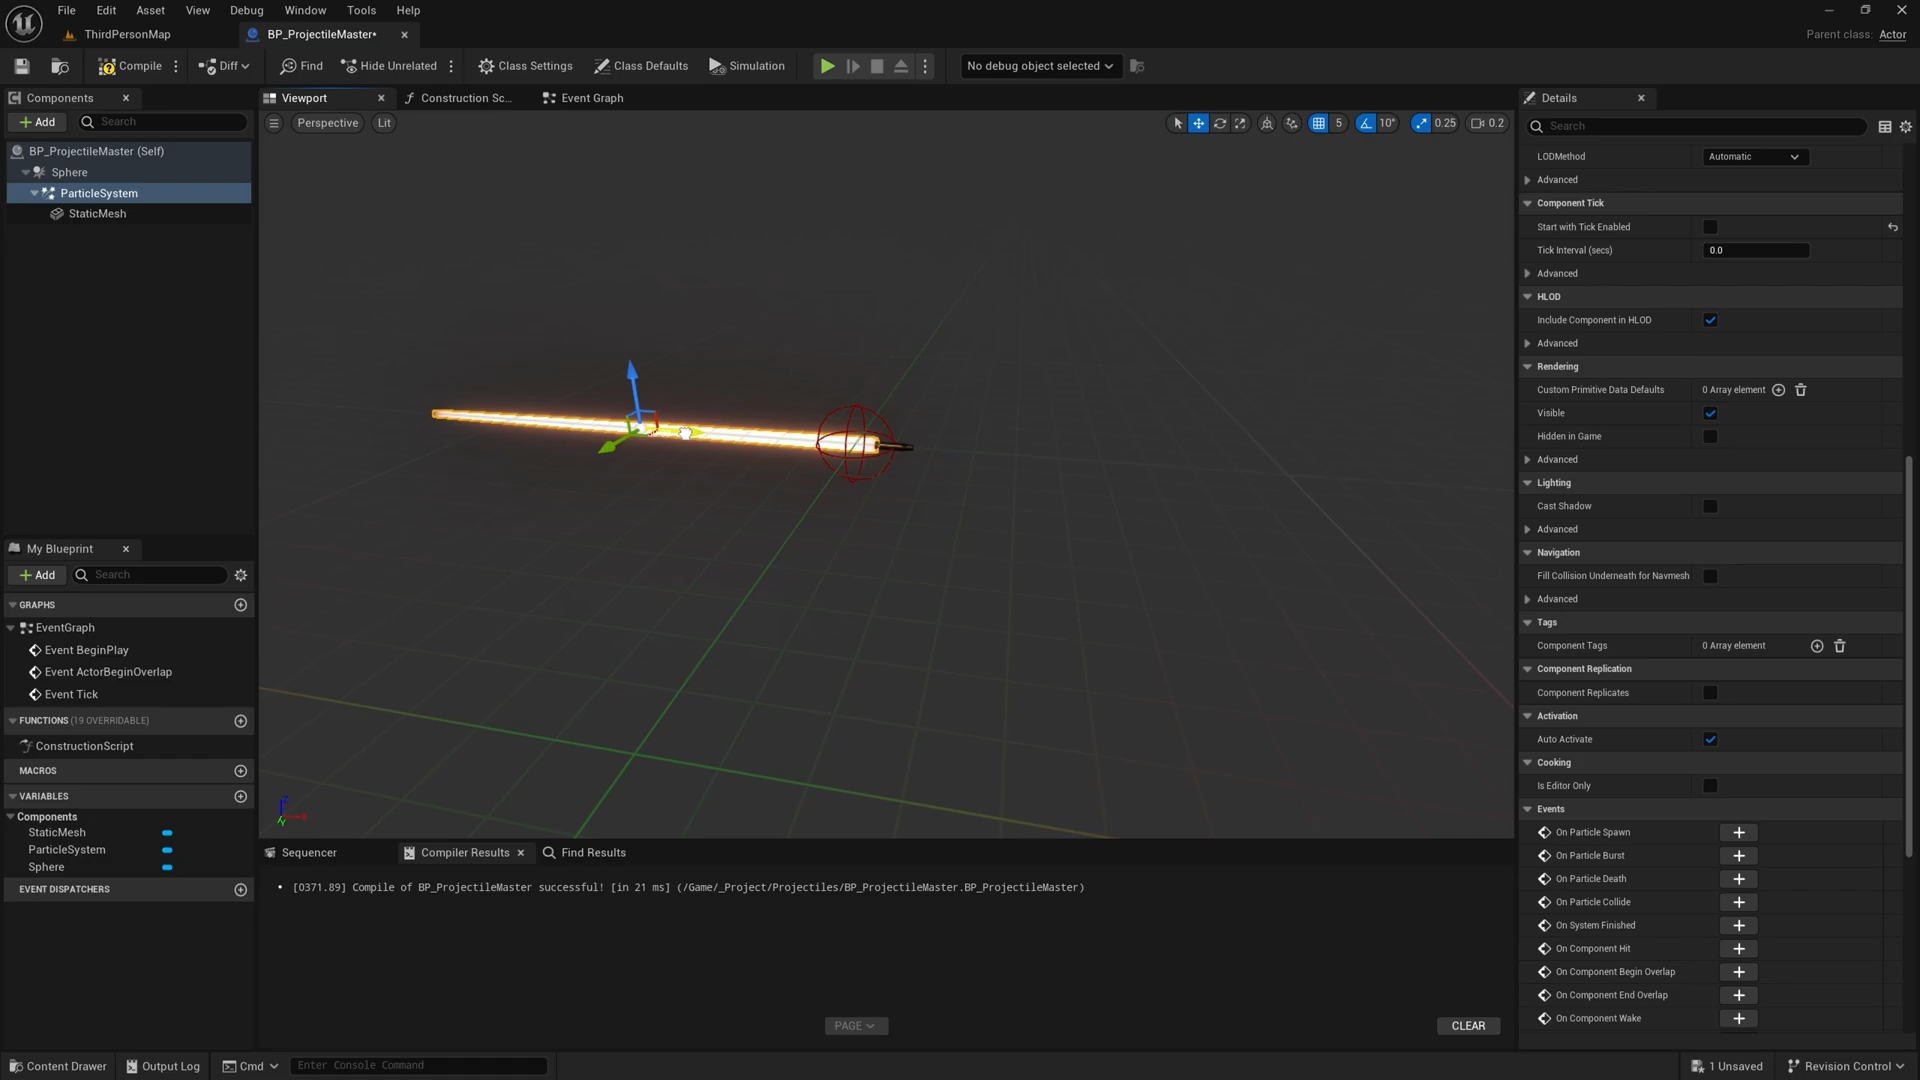 File Edit Asset View Debug Window Tools Help
ThirdPersonMap
BP_ProjectileMaster•
Parent class: Actor
Compile
Diff
Find
Hide Unrelated
Class Settings
Class Defaults
Simulation
No debug object selected
Components
Add
Search
BP_ProjectileMaster (Self)
Sphere
ParticleSystem
StaticMesh
Viewport
Construction Sc...
Event Graph
Perspective
Lit
5
10°
0.25
0.2
My Blueprint
Add
Search
GRAPHS
EventGraph
Event BeginPlay
Event ActorBeginOverlap
Event Tick
FUNCTIONS (19 OVERRIDABLE)
ConstructionScript
MACROS
VARIABLES
Components
StaticMesh
ParticleSystem
Sphere
EVENT DISPATCHERS
Z
X
Y
Sequencer
Compiler Results
Find Results
• [0371.89] Compile of BP_ProjectileMaster successful! [in 21 ms] (/Game/_Project/Projectiles/BP_ProjectileMaster.BP_ProjectileMaster)
PAGE
CLEAR
Details
Search
LODMethod Automatic
Advanced
Component Tick
Start with Tick Enabled
Tick Interval (secs) 0.0
Advanced
HLOD
Include Component in HLOD
Advanced
Rendering
Custom Primitive Data Defaults 0 Array element
Visible
Hidden in Game
Advanced
Lighting
Cast Shadow
Advanced
Navigation
Fill Collision Underneath for Navmesh
Advanced
Tags
Component Tags 0 Array element
Component Replication
Component Replicates
Activation
Auto Activate
Cooking
Is Editor Only
Events
On Particle Spawn
On Particle Burst
On Particle Death
On Particle Collide
On System Finished
On Component Hit
On Component Begin Overlap
On Component End Overlap
On Component Wake
Content Drawer
Output Log
Cmd
Enter Console Command
1 Unsaved
Revision Control